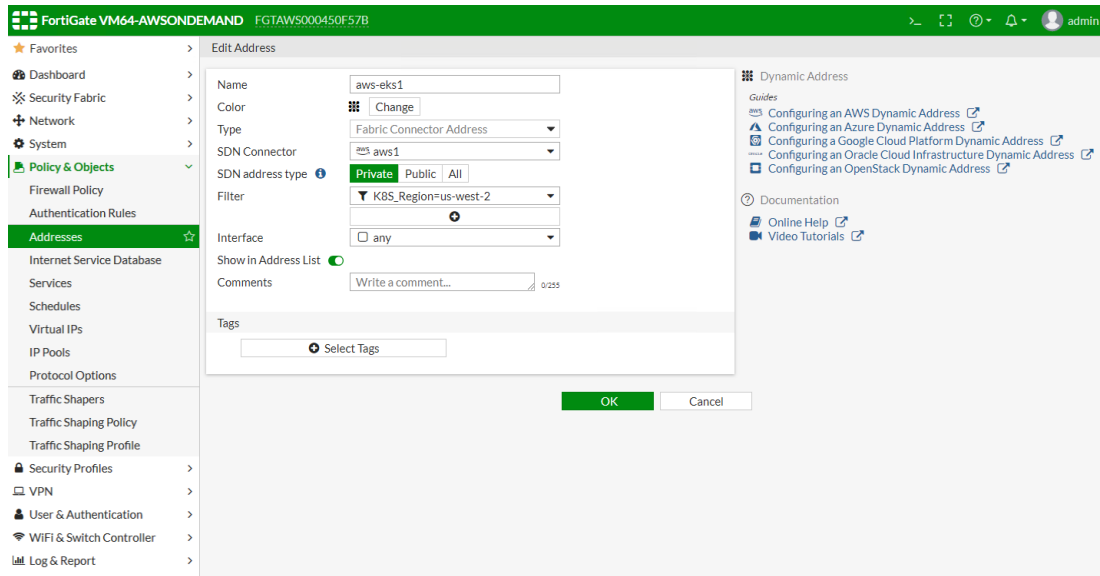 FortiGate VM64-AWSONDEMAND FGTAWS000450F57B >_ admin
Favorites
Dashboard
Security Fabric
Network
System
Policy & Objects
Firewall Policy
Authentication Rules
Addresses
Internet Service Database
Services
Schedules
Virtual IPs
IP Pools
Protocol Options
Traffic Shapers
Traffic Shaping Policy
Traffic Shaping Profile
Security Profiles
VPN
User & Authentication
WiFi & Switch Controller
Log & Report
Edit Address
Name aws-eks1
Color Change
Type Fabric Connector Address
SDN Connector aws aws1
SDN address type Private Public All
Filter K8S_Region=us-west-2
Interface any
Show in Address List
Comments Write a comment... 0/255
Tags
Select Tags
OK Cancel
Dynamic Address
Guides
aws Configuring an AWS Dynamic Address
Configuring an Azure Dynamic Address
Configuring a Google Cloud Platform Dynamic Address
Configuring an Oracle Cloud Infrastructure Dynamic Address
Configuring an OpenStack Dynamic Address
Documentation
Online Help
Video Tutorials